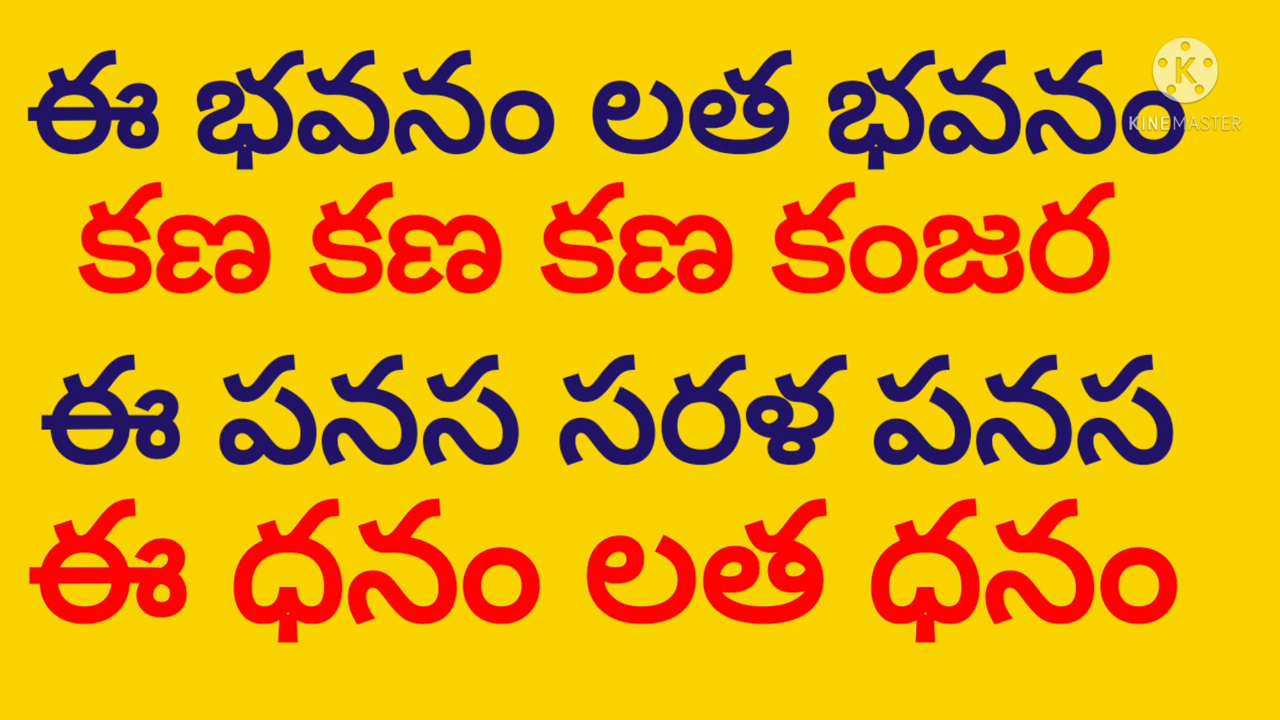 ఈ భవనం లత భవనం
KINEMASTER
కణ కణ కణ కంజర
ఈ పనస సరళ పనస
ఈ ధనం లత ధనం